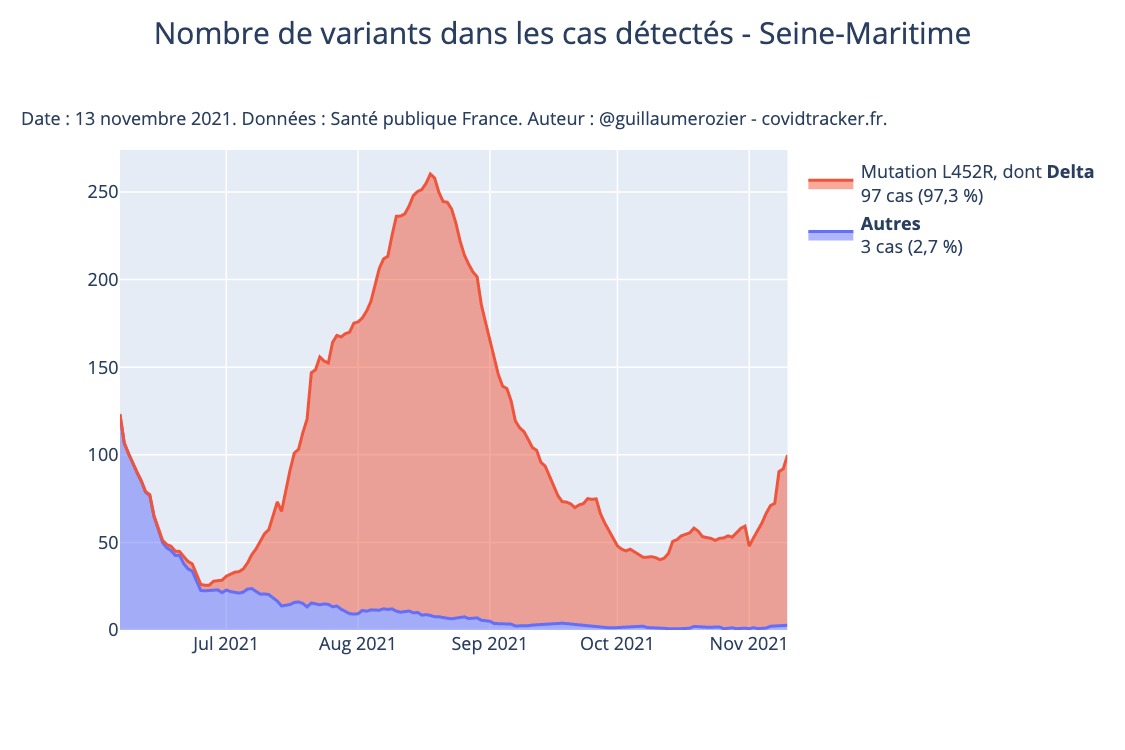 Nombre de variants dans les cas détectés - Seine-Maritime
Date : 13 novembre 2021. Données : Santé publique France. Auteur : @guillaumerozier - covidtracker.fr.
Mutation L452R, dont Delta
97 cas (97,3 %)
Autres
3 cas (2,7 %)
250
200
150
100
50
0
Jul 2021
Aug 2021
Sep 2021
Oct 2021
Nov 2021